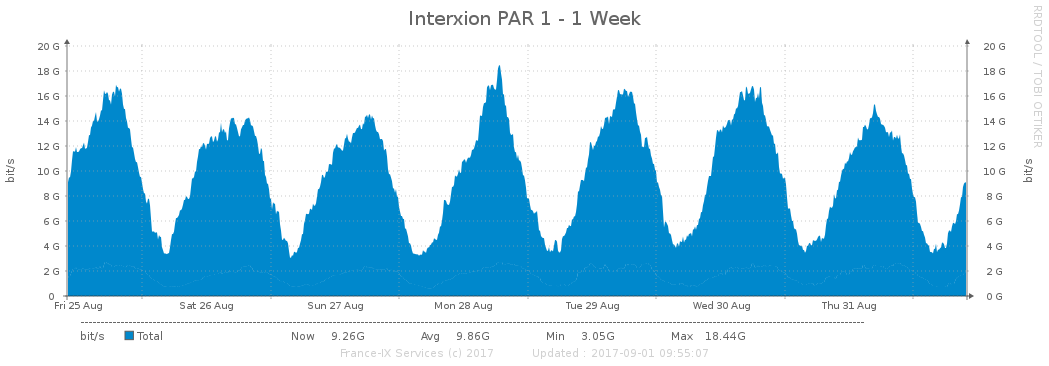 Interxion PAR 1 - 1 Week
RRDTOOL / TOBI OETIKER
20 G 20 G
18 G 18 G
16 G 16 G
14 G 14 G
12 G 12 G
10 G 10 G
8 G 8 G
6 G 6 G
4 G 4 G
2 G 2 G
0 0 G
bit/s
bit/s
Fri 25 Aug Sat 26 Aug Sun 27 Aug Mon 28 Aug Tue 29 Aug Wed 30 Aug Thu 31 Aug
bit/s Total Now 9.26G Avg 9.86G Min 3.05G Max 18.44G
France-IX Services (c) 2017 Updated : 2017-09-01 09:55:07